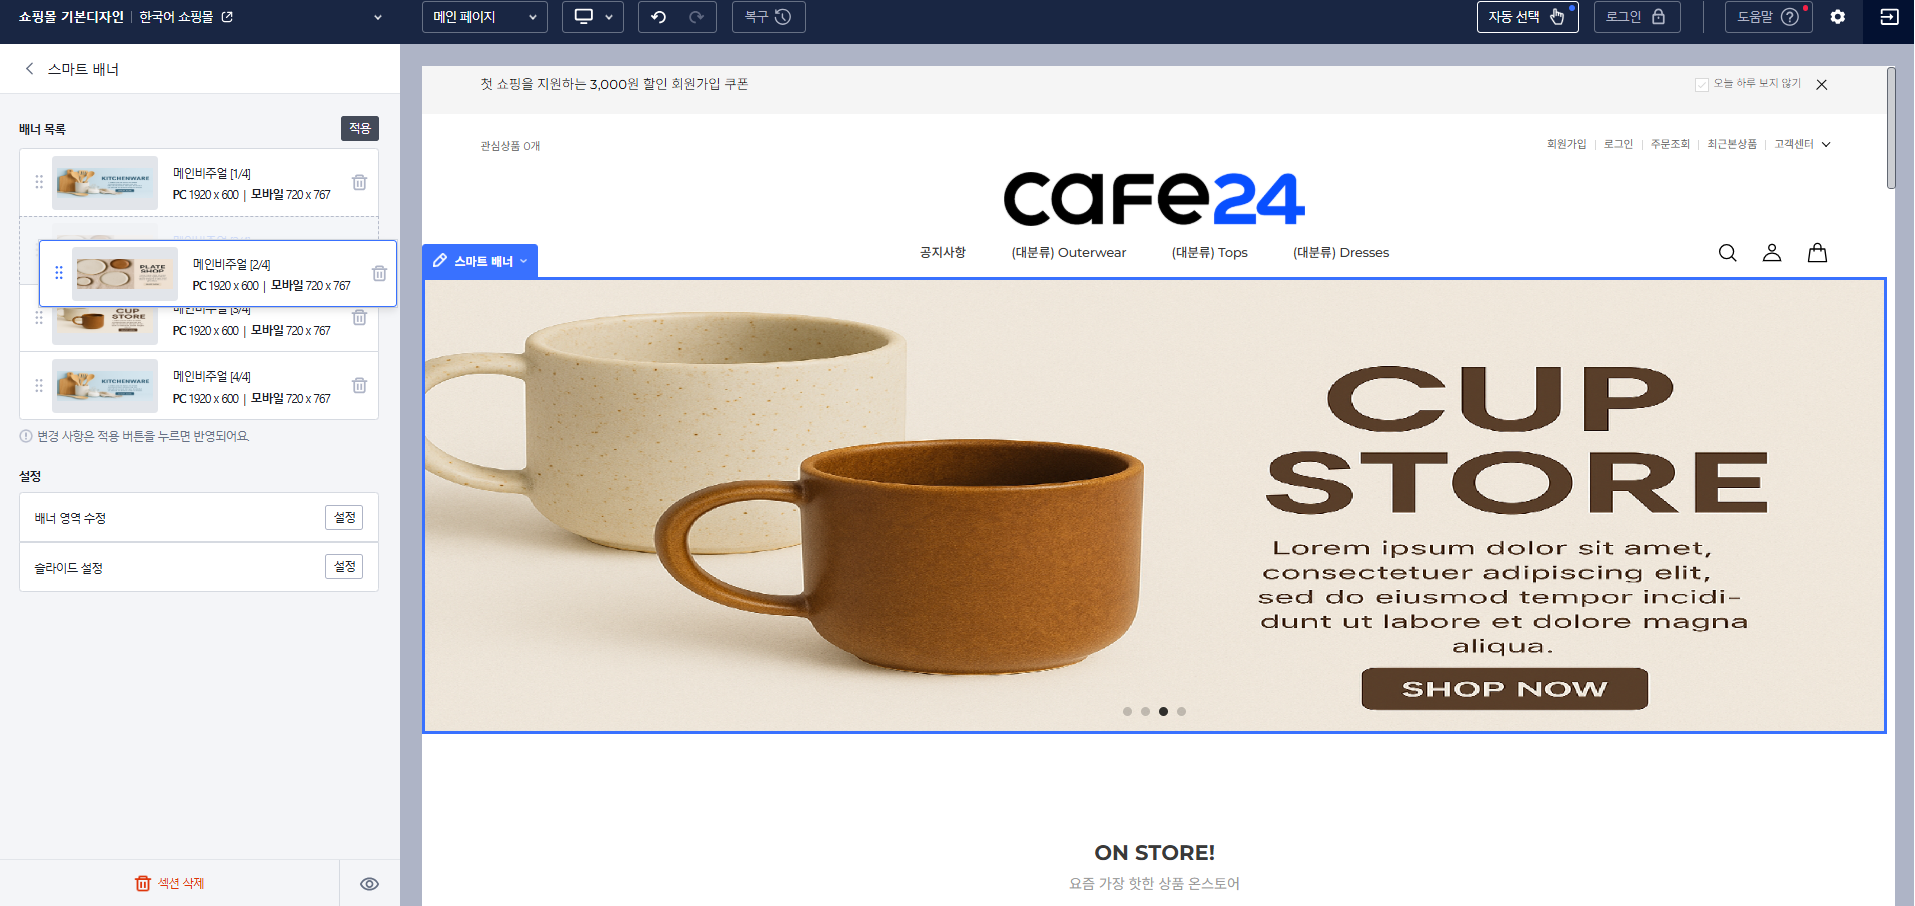 쇼핑몰 기본디자인 | 한국어 쇼핑몰
메인 페이지
복구
자동 선택
로그인
도움말
스마트 배너
배너 목록
적용
KITCHENWARE
메인비주얼 [1/4]
PC 1920 x 600 | 모바일 720 x 767
PLATE
SHOP
메인비주얼 [2/4]
PC 1920 x 600 | 모바일 720 x 767
CUP
STORE
메인비주얼 [3/4]
PC 1920 x 600 | 모바일 720 x 767
KITCHENWARE
메인비주얼 [4/4]
PC 1920 x 600 | 모바일 720 x 767
변경 사항은 적용 버튼을 누르면 반영되어요.
설정
배너 영역 수정
설정
슬라이드 설정
설정
섹션 삭제
첫 쇼핑을 지원하는 3,000원 할인 회원가입 쿠폰
오늘 하루 보지 않기
관심상품 0개
회원가입 | 로그인 | 주문조회 | 최근본상품 | 고객센터
cafe24
스마트 배너
공지사항
(대분류) Outerwear
(대분류) Tops
(대분류) Dresses
CUP
STORE
Lorem ipsum dolor sit amet,
consectetuer adipiscing elit,
sed do eiusmod tempor incidi-
dunt ut labore et dolore magna
aliqua.
SHOP NOW
ON STORE!
요즘 가장 핫한 상품 온스토어